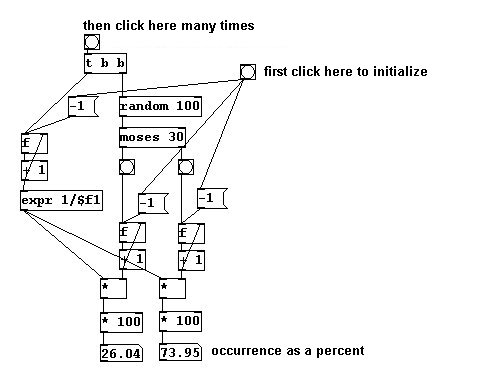 then click here many times
t b b
first click here to initialize
-1
random 100
f
moses 30
+ 1
expr 1/$f1
-1
-1
f
f
+ 1
+ 1
*
*
* 100
* 100
26.04
73.95
occurrence as a percent